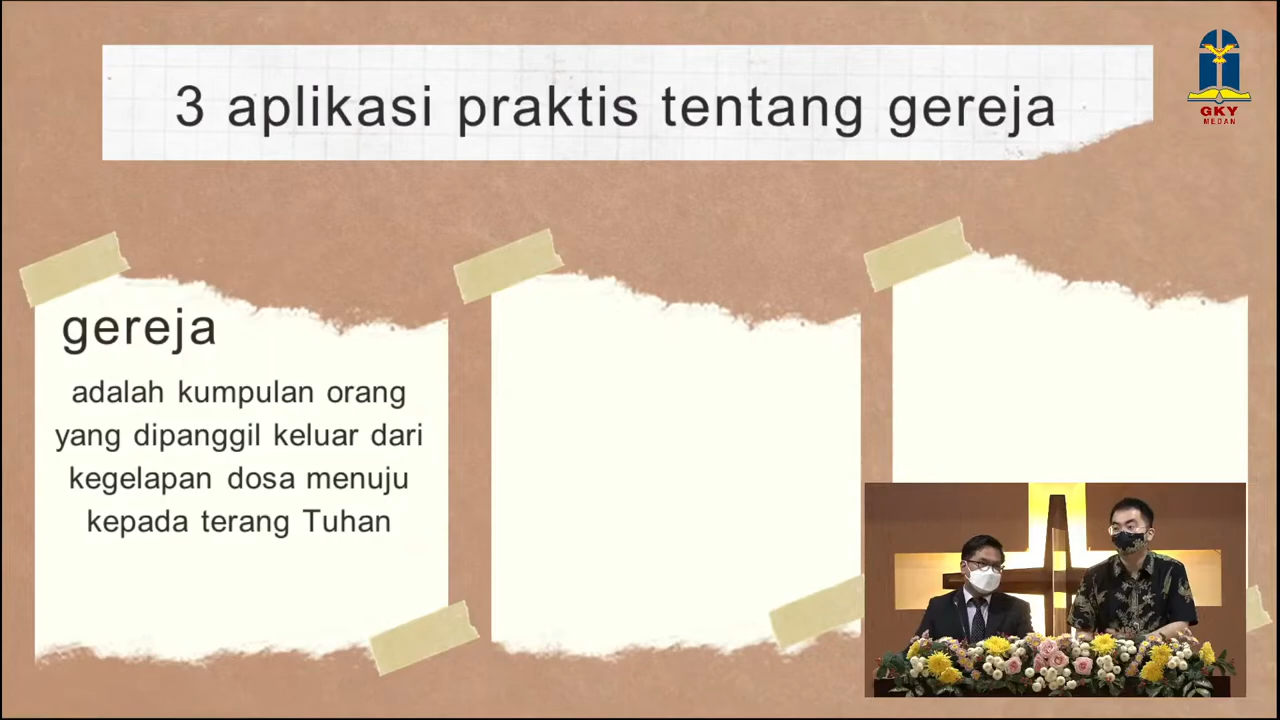 3 aplikasi praktis tentang gereja
GKY
MEDAN
gereja
adalah kumpulan orang
yang dipanggil keluar dari
kegelapan dosa menuju
kepada terang Tuhan